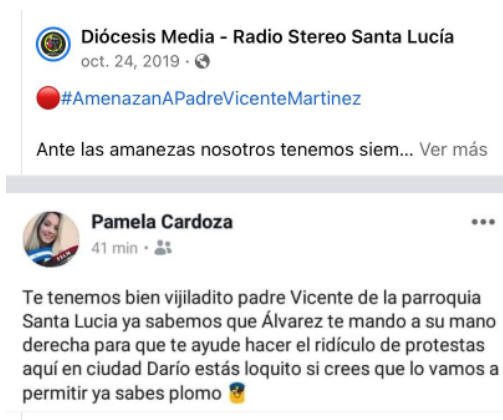 Diócesis Media - Radio Stereo Santa Lucía
oct. 24, 2019 ·
#AmenazanAPadreVicenteMartinez
Ante las amanezas nosotros tenemos siem... Ver más
Pamela Cardoza
41 min ·
Te tenemos bien vijiladito padre Vicente de la parroquia
Santa Lucia ya sabemos que Álvarez te mando a su mano
derecha para que te ayude hacer el ridículo de protestas
aquí en ciudad Darío estás loquito si crees que lo vamos a
permitir ya sabes plomo